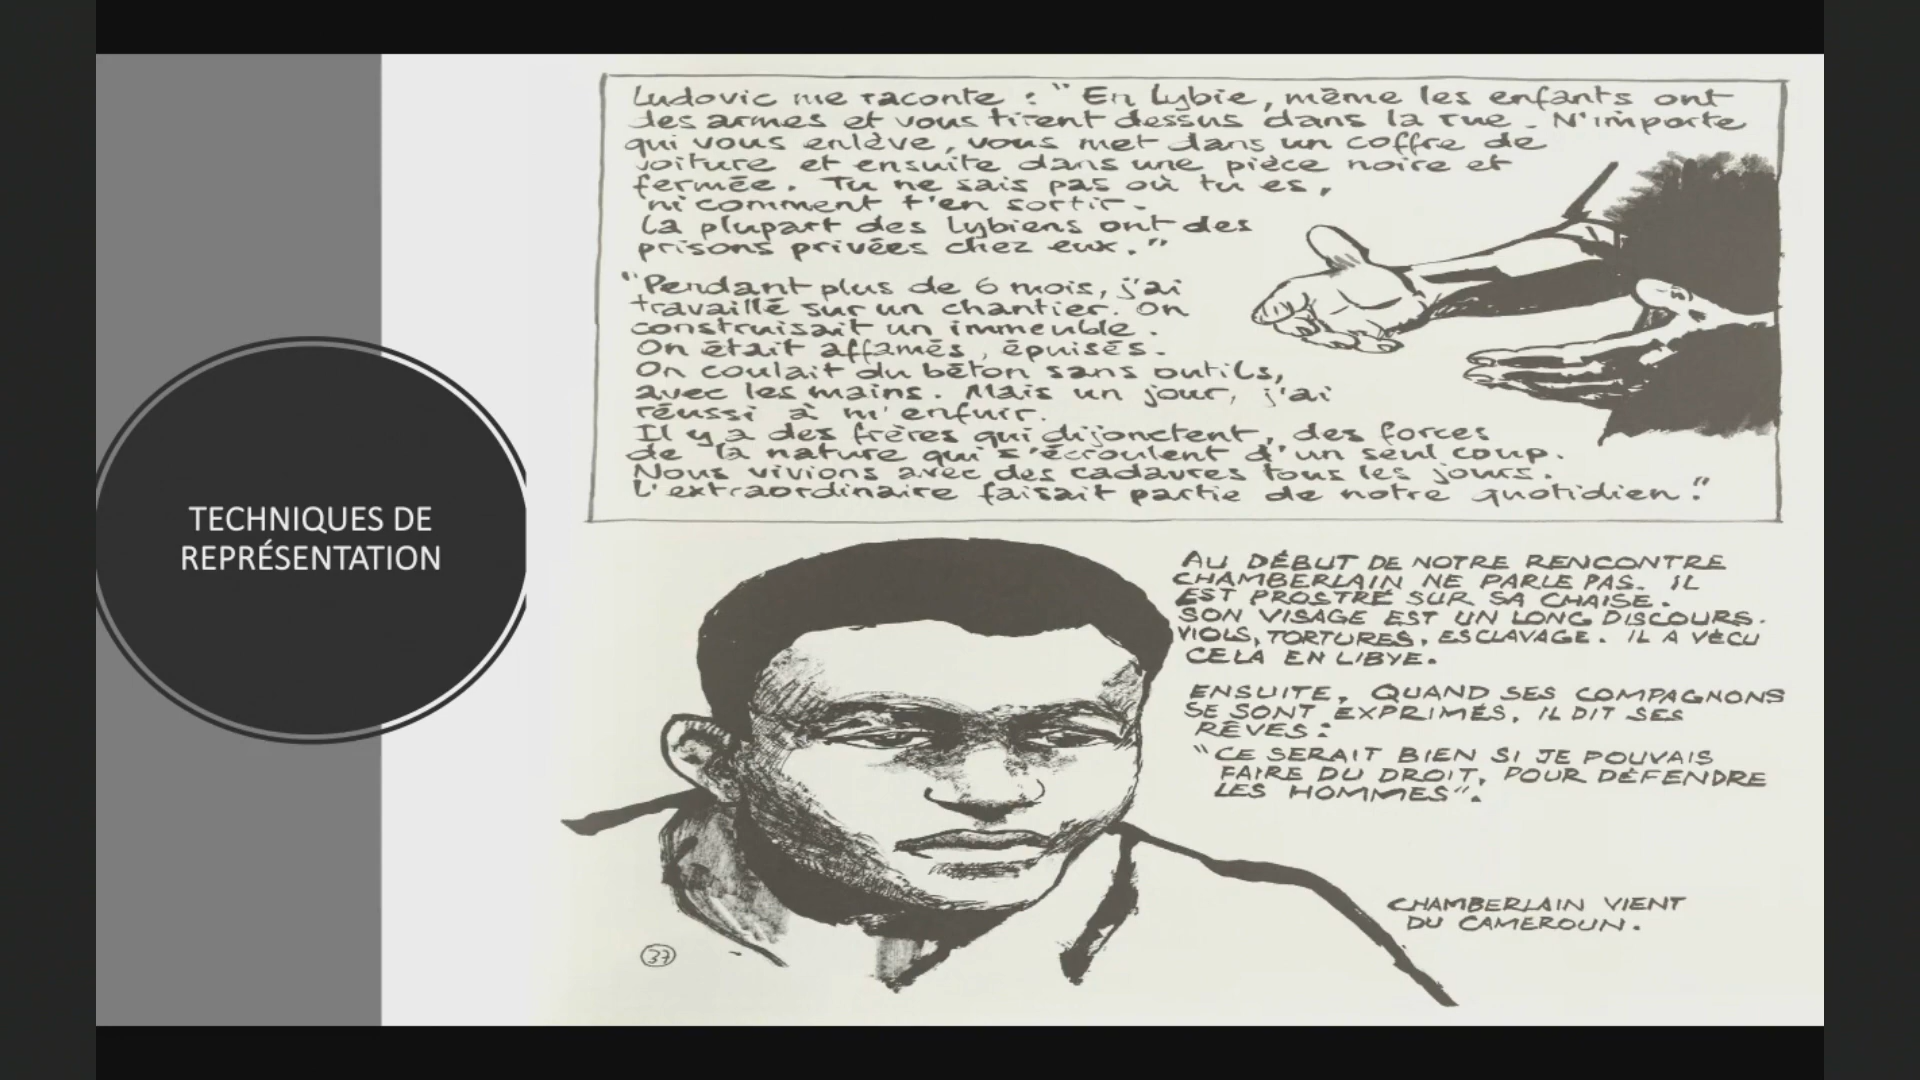 TECHNIQUES DE
REPRÉSENTATION
Ludovic me raconte : "En Lybie, même les enfants ont
des armes et vous tirent dessus dans la rue. N'importe
qui vous enlève, vous met dans un coffre de
voiture et ensuite dans une pièce noire et
fermée. Tu ne sais pas où tu es,
ni comment t'en sortir.
La plupart des Lybiens ont des
prisons privées chez eux."
"Pendant plus de 6 mois, j'ai
travaillé sur un chantier. On
construisait un immeuble.
On était affamés, épuisés.
On coulait du béton sans outils,
avec les mains. Mais un jour, j'ai
réussi à m'enfuir.
Il y a des frères qui disjonctent, des forces
de la nature qui s'écroulent d'un seul coup.
Nous vivions avec des cadavres tous les jours.
L'extraordinaire faisait partie de notre quotidien."
AU DÉBUT DE NOTRE RENCONTRE
CHAMBERLAIN NE PARLE PAS. IL
EST PROSTRÉ SUR SA CHAISE.
SON VISAGE EST UN LONG DISCOURS.
VIOLS, TORTURES, ESCLAVAGE. IL A VÉCU
CELA EN LIBYE.
ENSUITE, QUAND SES COMPAGNONS
SE SONT EXPRIMÉS, IL DIT SES
RÊVES :
"CE SERAIT BIEN SI JE POUVAIS
FAIRE DU DROIT, POUR DÉFENDRE
LES HOMMES".
CHAMBERLAIN VIENT
DU CAMEROUN.
37